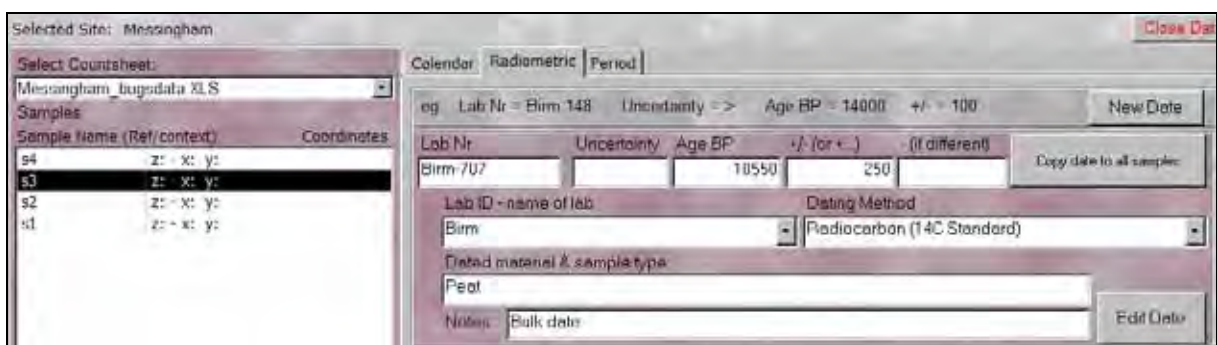 Selected Site: Messingham
Close Dat
Select Countsheet:
Messingham_bugsdata XLS
Samples
Sample Name (Ref/context) Coordinates
s4 z: - x: y:
s3 z: - x: y:
s2 z: - x: y:
s1 z: - x: y:
Calendar Radiometric Period
eg Lab Nr = Birm 148 Uncertainty = > Age BP = 14000 +/- = 100
New Date
Lab Nr Uncertainty Age BP +/- (or +...) - (if different)
Birm-707 10550 250
Copy date to all samples
Lab ID - name of lab Dating Method
Birm Radiocarbon (14C Standard)
Dated material & sample type
Peat
Notes Bulk date
Edit Date